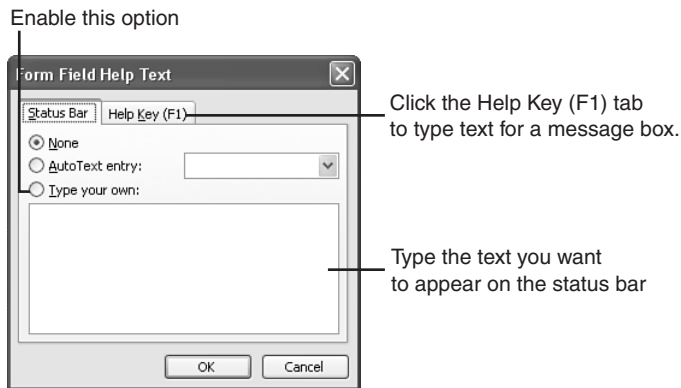 Enable this option
Form Field Help Text
Status Bar
Help Key (F1)
Click the Help Key (F1) tab
to type text for a message box.
None
AutoText entry:
Type your own:
Type the text you want
to appear on the status bar
OK
Cancel